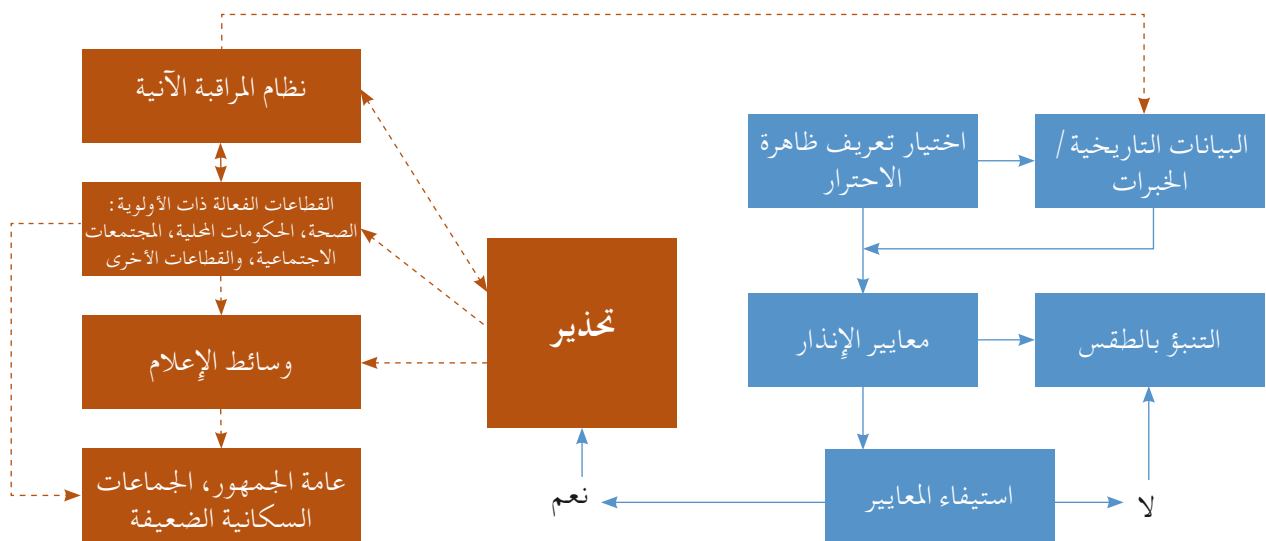 نظام المراقبة الآنية
اختيار تعريف ظاهرة
الاحترار
البيانات التاريخية /
الخبرات
القطاعات الفعالة ذات الأولوية:
الصحة، الحكومات المحلية، المجتمعات
الاجتماعية، والقطاعات الأخرى
تحذير
معايير الإنذار
التنبؤ بالطقس
وسائط الإعلام
عامة الجمهور، الجماعات
السكانية الضعيفة
استيفاء المعايير
نعم
لا